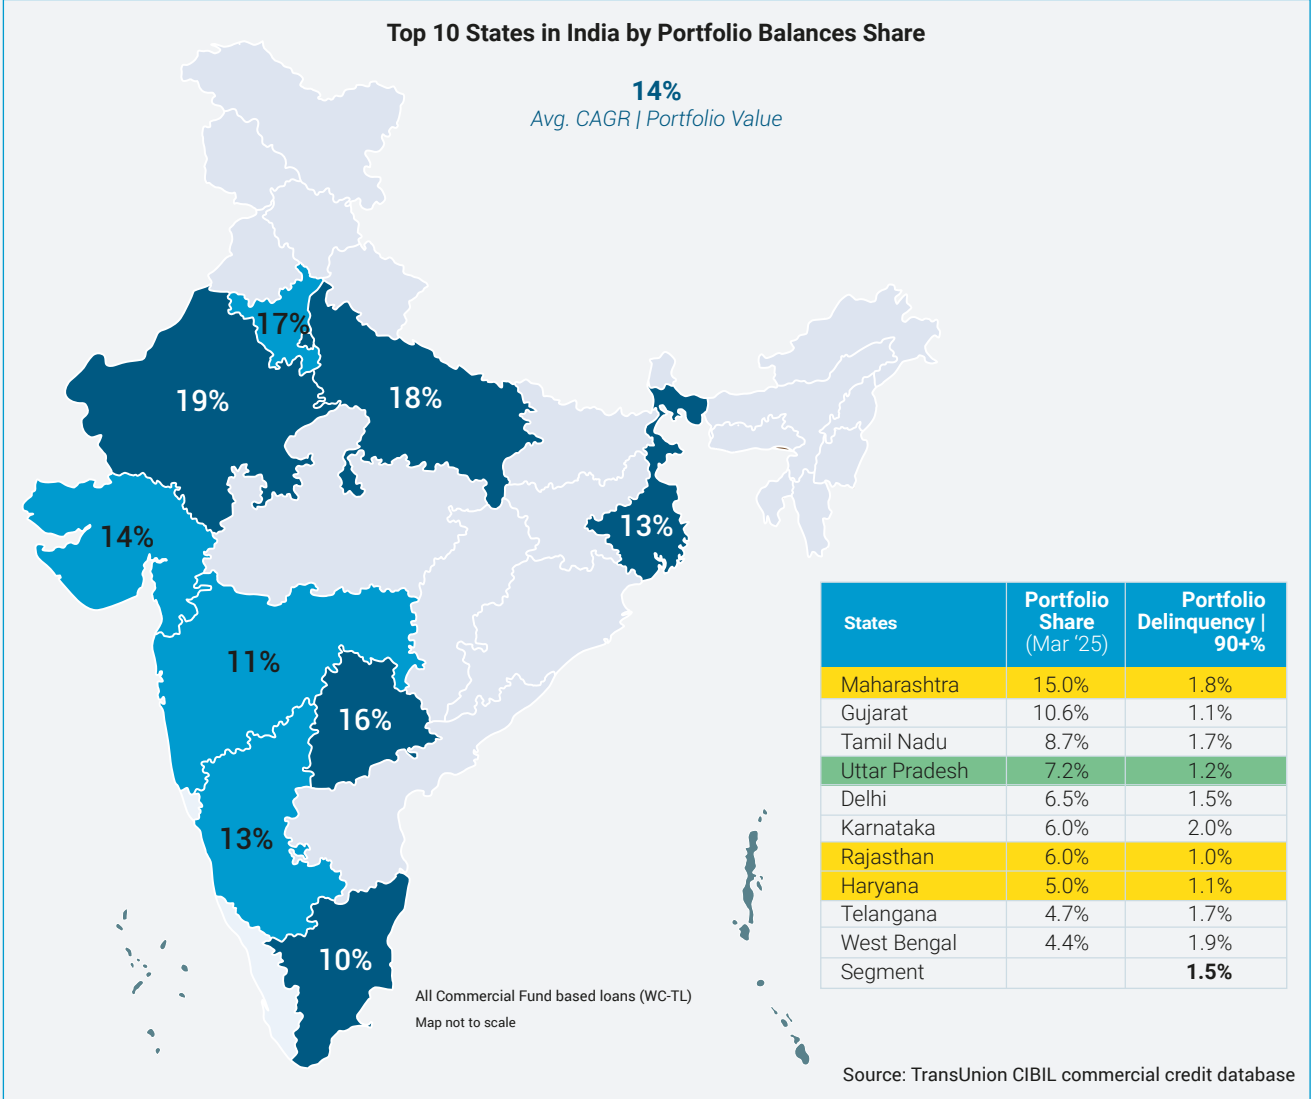 Top 10 States in India by Portfolio Balances Share
14%
Avg. CAGR | Portfolio Value
17%
19%
18%
14%
13%
11%
16%
13%
10%
All Commercial Fund based loans (WC-TL)
Map not to scale
States Portfolio Share (Mar ‘25) Portfolio Delinquency | 90+%
Maharashtra 15.0% 1.8%
Gujarat 10.6% 1.1%
Tamil Nadu 8.7% 1.7%
Uttar Pradesh 7.2% 1.2%
Delhi 6.5% 1.5%
Karnataka 6.0% 2.0%
Rajasthan 6.0% 1.0%
Haryana 5.0% 1.1%
Telangana 4.7% 1.7%
West Bengal 4.4% 1.9%
Segment 1.5%
Source: TransUnion CIBIL commercial credit database